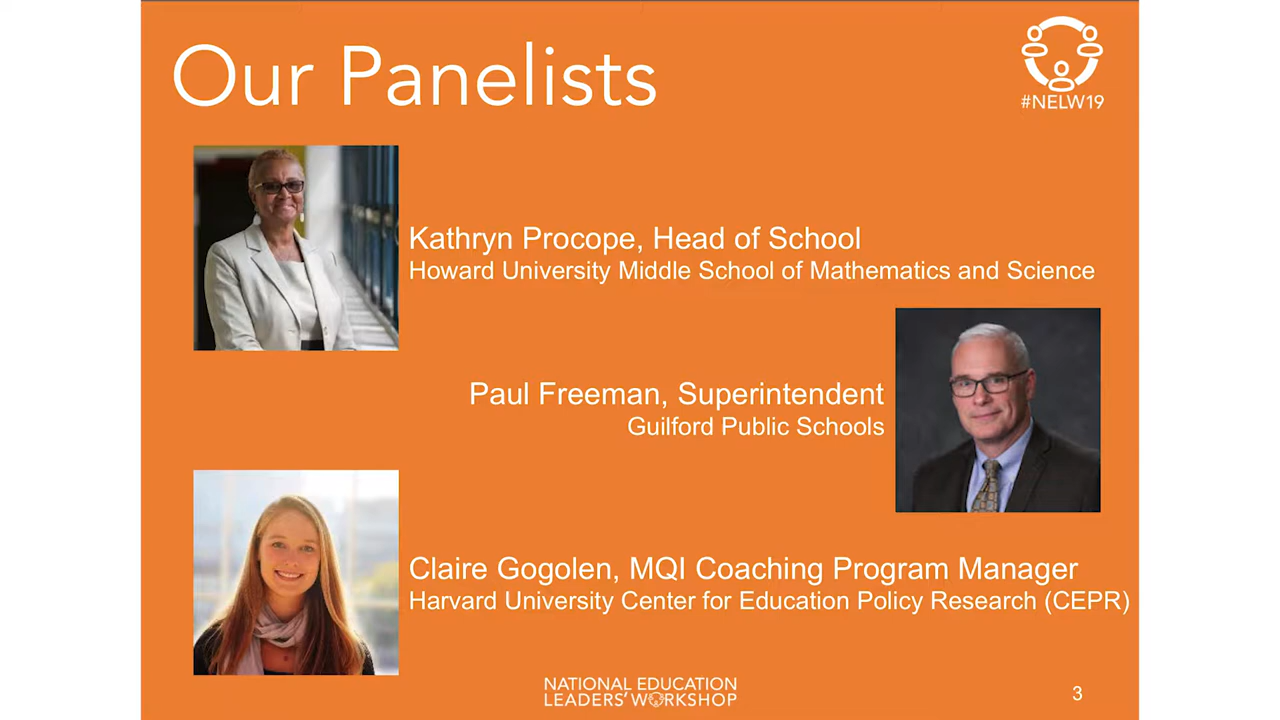 Our Panelists
#NELW19
Kathryn Procope, Head of School
Howard University Middle School of Mathematics and Science
Paul Freeman, Superintendent
Guilford Public Schools
Claire Gogolen, MQI Coaching Program Manager
Harvard University Center for Education Policy Research (CEPR)
NATIONAL EDUCATION
LEADERS' WORKSHOP
3